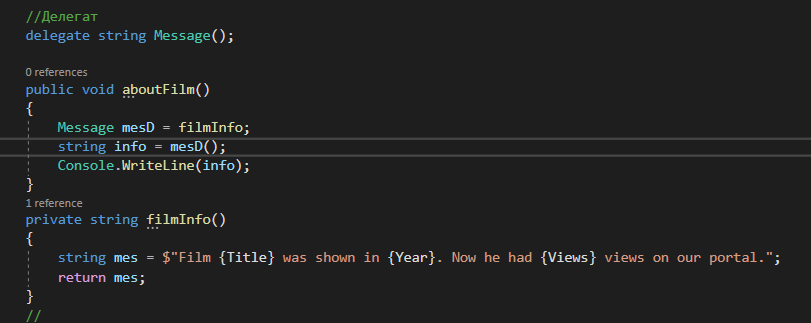 //Делегат
delegate string Message();
0 references
public void aboutFilm()
{
Message mesD = filmInfo;
string info = mesD();
Console.WriteLine(info);
}
1 reference
private string filmInfo()
{
string mes = $"Film {Title} was shown in {Year}. Now he had {Views} views on our portal.";
return mes;
}
//